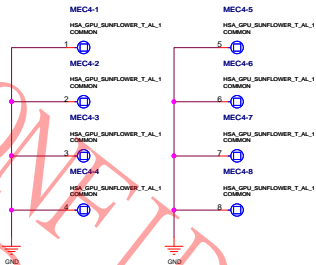 MEC4-1
HSA_GPU_SUNFLOWER_T_AL_1
COMMON
1
MEC4-2
HSA_GPU_SUNFLOWER_T_AL_1
COMMON
2
MEC4-3
HSA_GPU_SUNFLOWER_T_AL_1
COMMON
3
MEC4-4
HSA_GPU_SUNFLOWER_T_AL_1
COMMON
4
GND
MEC4-5
HSA_GPU_SUNFLOWER_T_AL_1
COMMON
5
MEC4-6
HSA_GPU_SUNFLOWER_T_AL_1
COMMON
6
MEC4-7
HSA_GPU_SUNFLOWER_T_AL_1
COMMON
7
MEC4-8
HSA_GPU_SUNFLOWER_T_AL_1
COMMON
8
GND